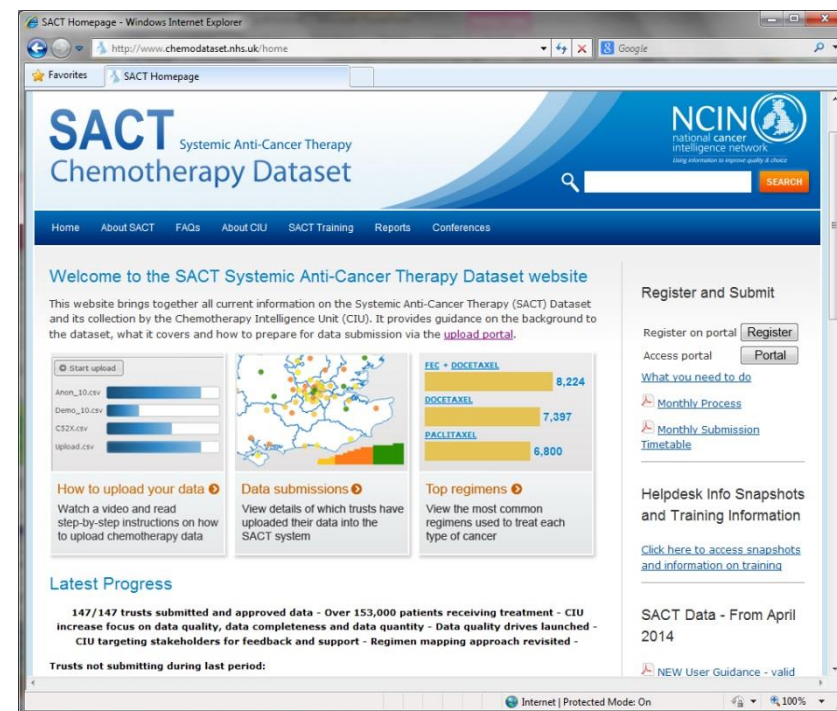 SACT Homepage - Windows Internet Explorer
http://www.chemodataset.nhs.uk/home
Google
Favorites
SACT Homepage
SACT Systemic Anti-Cancer Therapy
Chemotherapy Dataset
NCIN
national cancer
intelligence network
Using information to improve quality & choice
SEARCH
Home About SACT FAQs About CIU SACT Training Reports Conferences
Welcome to the SACT Systemic Anti-Cancer Therapy Dataset website
This website brings together all current information on the Systemic Anti-Cancer Therapy (SACT) Dataset
and its collection by the Chemotherapy Intelligence Unit (CIU). It provides guidance on the background to
the dataset, what it covers and how to prepare for data submission via the upload portal.
Start upload
Anon_10.csv
Demo_10.csv
C52X.csv
Upload.csv
FEC + DOCETAXEL
8,224
DOCETAXEL
7,397
PACLITAXEL
6,800
How to upload your data
Watch a video and read
step-by-step instructions on how
to upload chemotherapy data
Data submissions
View details of which trusts have
uploaded their data into the
SACT system
Top regimens
View the most common
regimens used to treat each
type of cancer
Latest Progress
147/147 trusts submitted and approved data - Over 153,000 patients receiving treatment - CIU
increase focus on data quality, data completeness and data quantity - Data quality drives launched -
CIU targeting stakeholders for feedback and support - Regimen mapping approach revisited -
Trusts not submitting during last period:
Register and Submit
Register on portal Register
Access portal Portal
What you need to do
Monthly Process
Monthly Submission
Timetable
Helpdesk Info Snapshots
and Training Information
Click here to access snapshots
and information on training
SACT Data - From April
2014
NEW User Guidance - valid
Internet | Protected Mode: On
100%